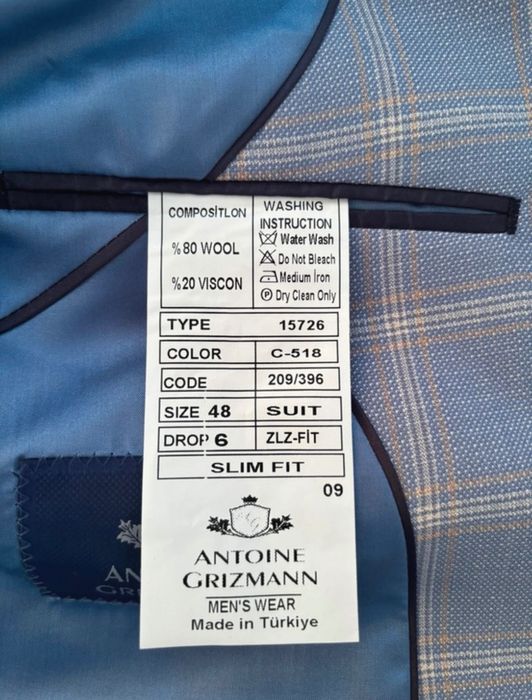 COMPOSİTLON
%80 WOOL
%20 VISCON
WASHING
INSTRUCTION
Water Wash
Do Not Bleach
Medium İron
P Dry Clean Only
TYPE 15726
COLOR C-518
CODE 209/396
SIZE 48 SUIT
DROP 6 ZLZ-FİT
SLIM FIT
09
ANTOINE
GRIZMANN
MEN'S WEAR
Made in Türkiye